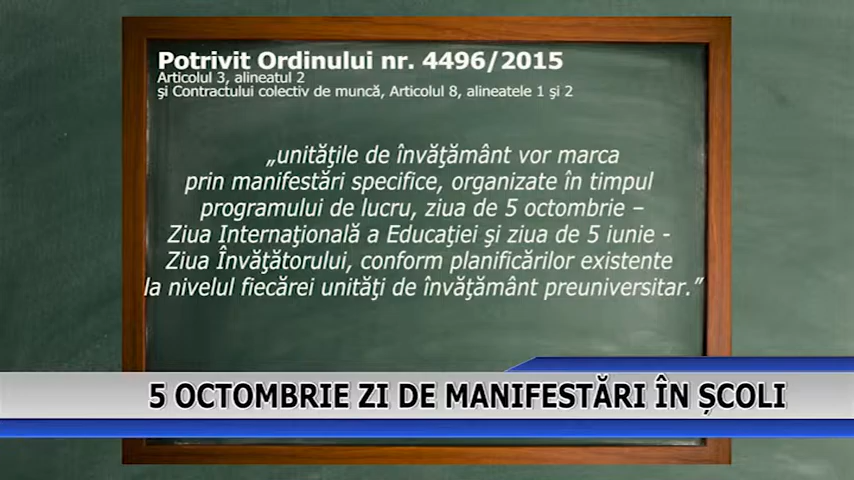 Potrivit Ordinului nr. 4496/2015
Articolul 3, alineatul 2
şi Contractului colectiv de muncă, Articolul 8, alineatele 1 şi 2
„unităţile de învăţământ vor marca
prin manifestări specifice, organizate în timpul
programului de lucru, ziua de 5 octombrie –
Ziua Internaţională a Educaţiei şi ziua de 5 iunie -
Ziua Învăţătorului, conform planificărilor existente
la nivelul fiecărei unităţi de învăţământ preuniversitar.”
5 OCTOMBRIE ZI DE MANIFESTĂRI ÎN ȘCOLI